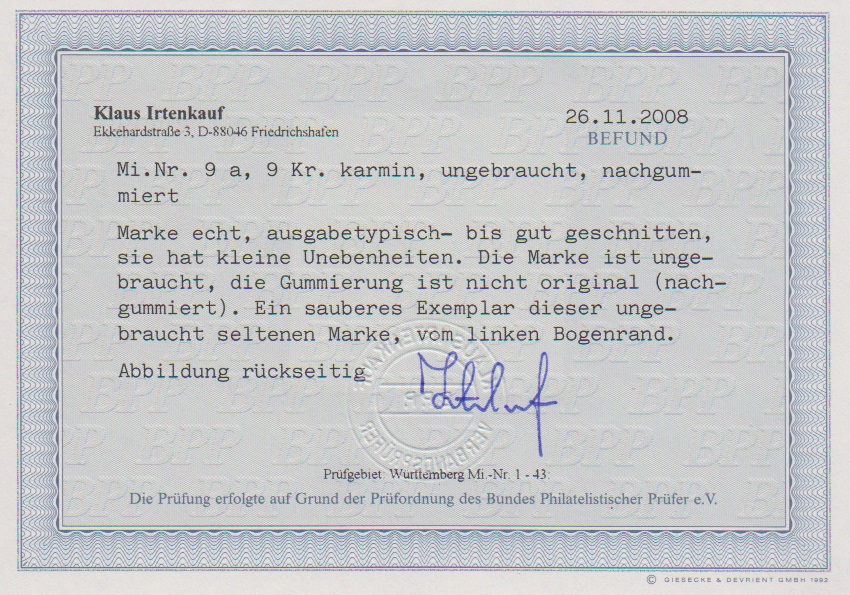 Klaus Irtenkauf
Ekkehardstraße 3, D-88046 Friedrichshafen
26.11.2008
BEFUND
Mi.Nr. 9 a, 9 Kr. karmin, ungebraucht, nachgum-
miert
Marke echt, ausgabetypisch- bis gut geschnitten,
sie hat kleine Unebenheiten. Die Marke ist unge-
braucht, die Gummierung ist nicht original (nach-
gummiert). Ein sauberes Exemplar dieser unge-
braucht seltenen Marke, vom linken Bogenrand.
Abbildung rückseitig
Prüfgebiet: Württemberg Mi.-Nr. 1 - 43:
Die Prüfung erfolgte auf Grund der Prüfordnung des Bundes Philatelistischer Prüfer e.V.
© GIESECKE & DEVRIENT GMBH 1992